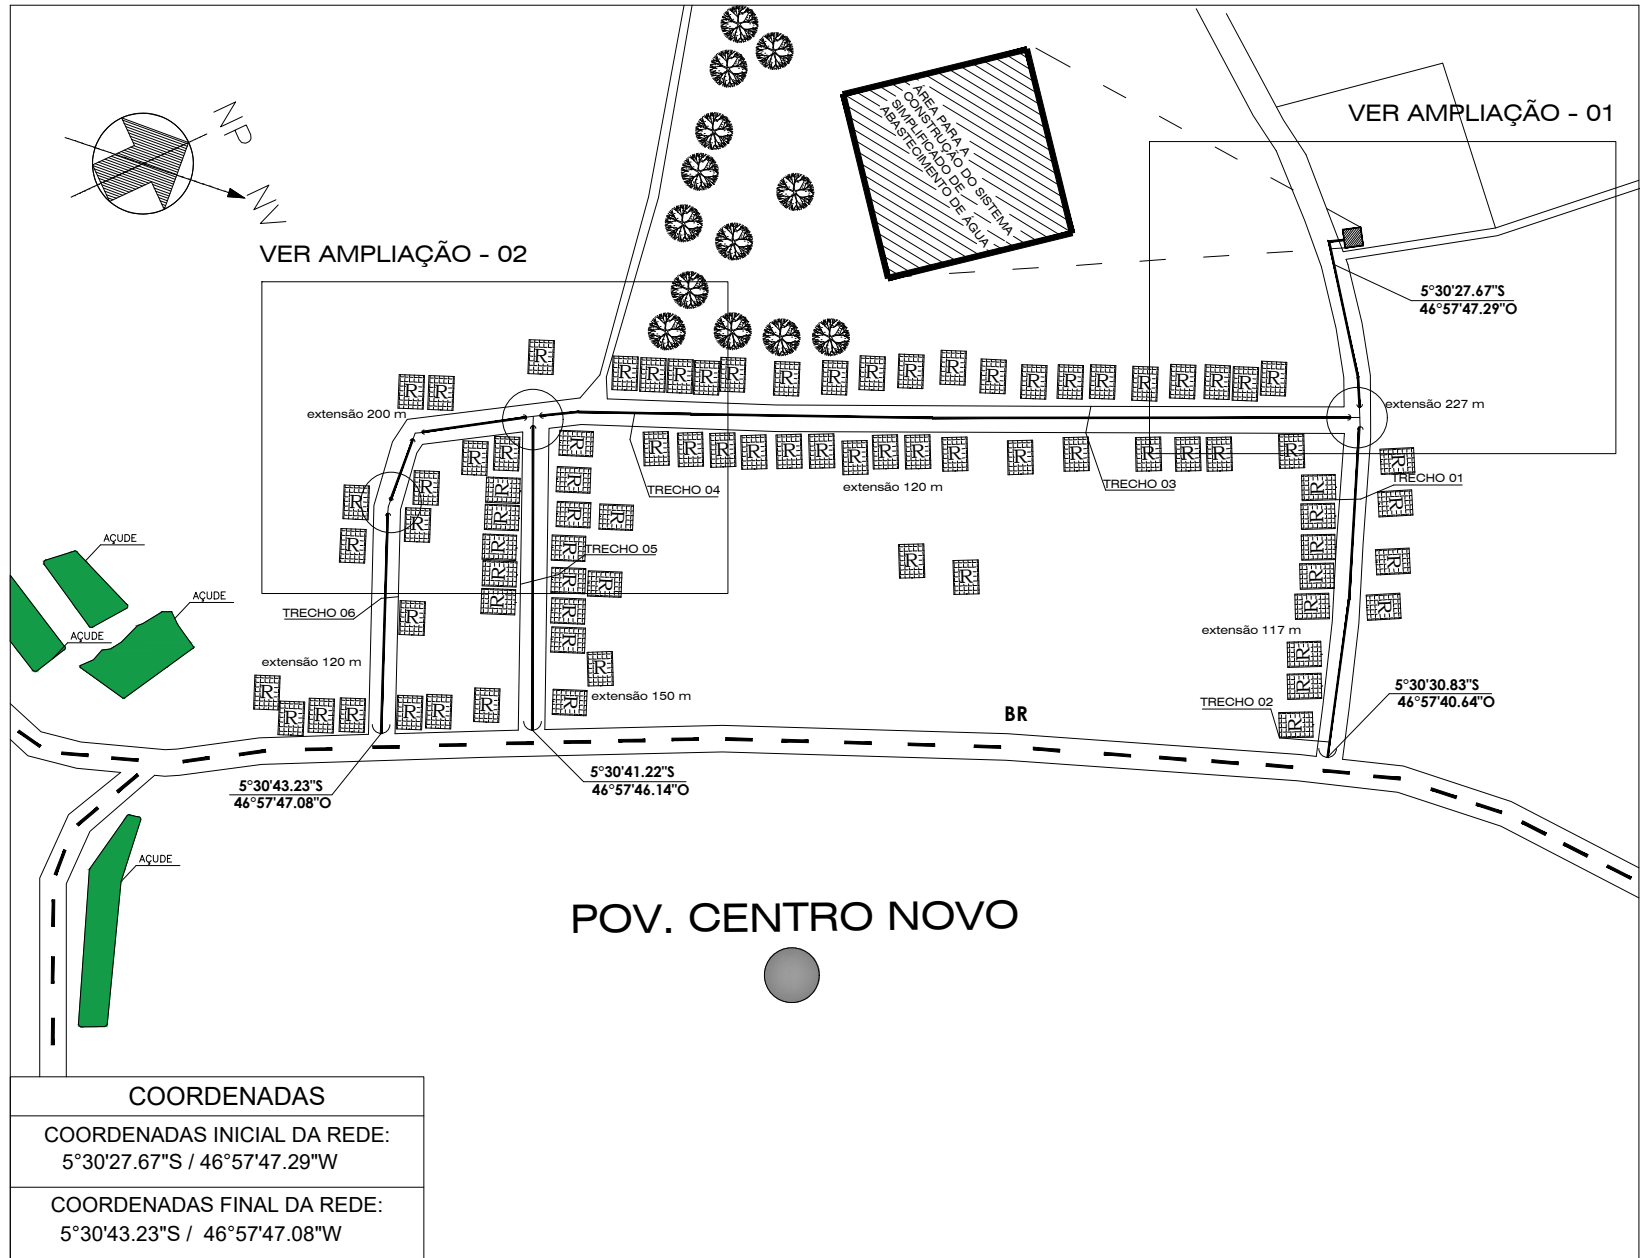 VER AMPLIAÇÃO - 01
NP
NV
ÁREA PARA A
CONSTRUÇÃO DO SISTEMA
SIMPLIFICADO DE
ABASTECIMENTO DE ÁGUA
VER AMPLIAÇÃO - 02
5°30'27.67"S
46°57'47.29"O
extensão 200 m
extensão 227 m
TRECHO 04
extensão 120 m
TRECHO 03
TRECHO 01
AÇUDE
TRECHO 05
AÇUDE
TRECHO 06
AÇUDE
extensão 117 m
extensão 120 m
extensão 150 m
5°30'30.83"S
46°57'40.64"O
TRECHO 02
BR
5°30'43.23"S
46°57'47.08"O
5°30'41.22"S
46°57'46.14"O
AÇUDE
POV. CENTRO NOVO
COORDENADAS
COORDENADAS INICIAL DA REDE:
5°30'27.67"S / 46°57'47.29"W
COORDENADAS FINAL DA REDE:
5°30'43.23"S / 46°57'47.08"W